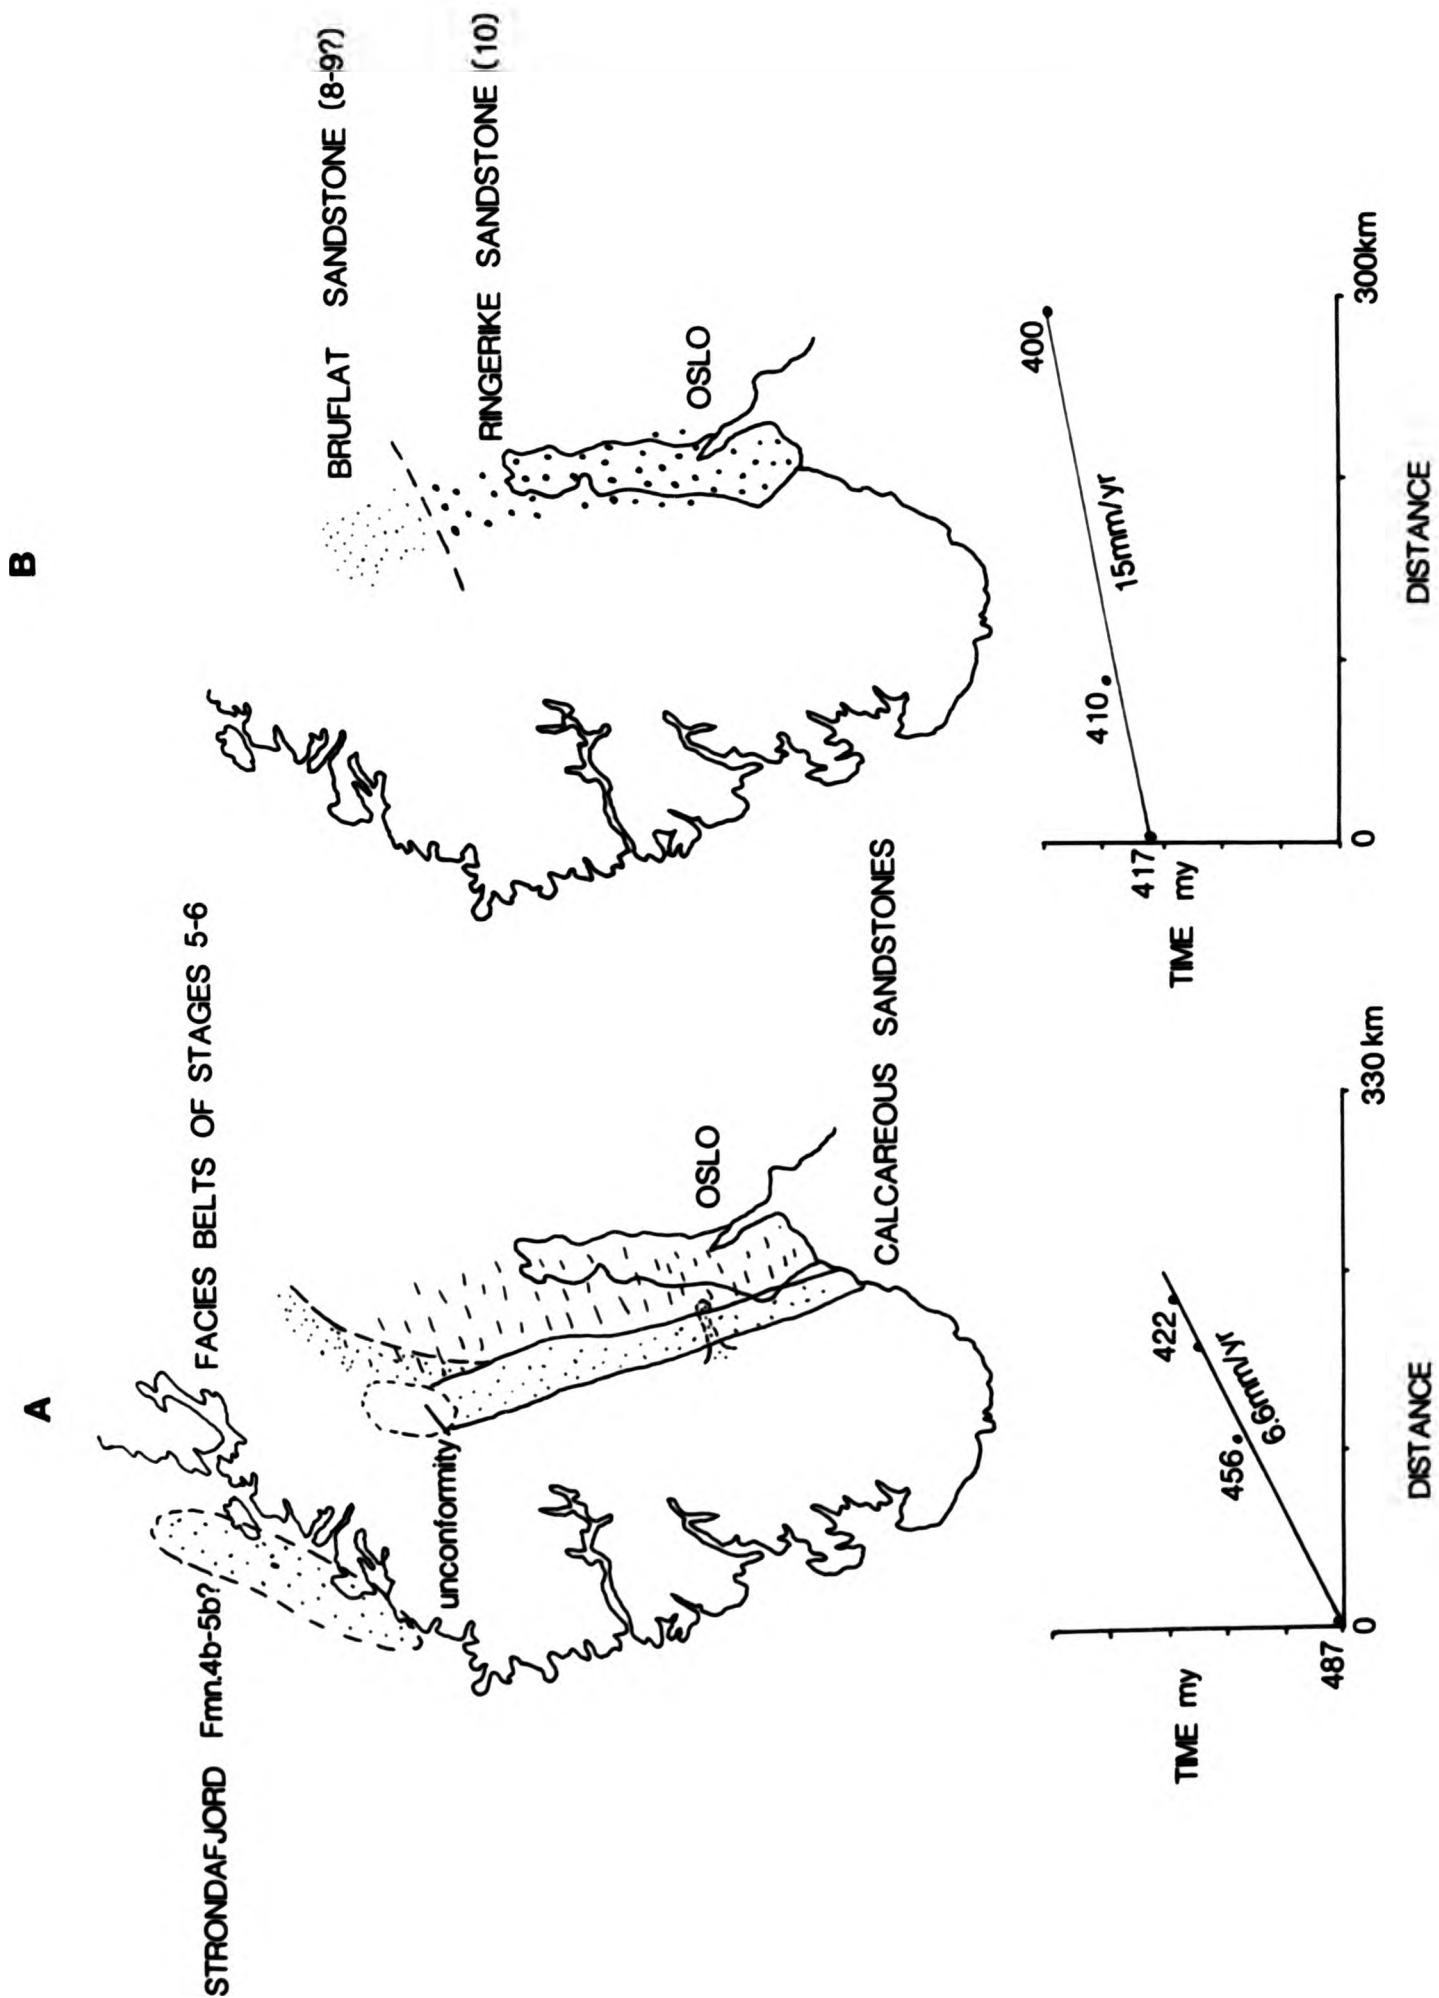 A
B
STRONDAFJORD Fmn.4b-5b?
FACIES BELTS OF STAGES 5-6
BRUFLAT SANDSTONE (8-9?)
RINGERIKE SANDSTONE (10)
unconformity
OSLO
OSLO
CALCAREOUS SANDSTONES
TIME my
487
456
422
6.6mm/yr
0
330km
DISTANCE
TIME my
417
410
400
15mm/yr
0
300km
DISTANCE